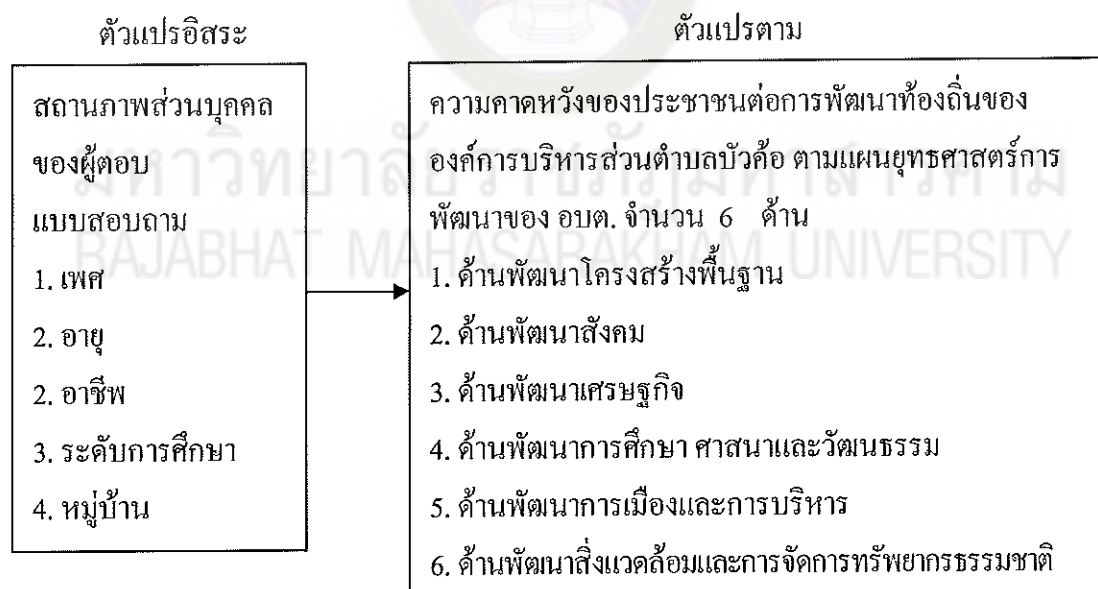 ตัวแปรอิสระ
สถานภาพส่วนบุคคล
ของผู้ตอบ
แบบสอบถาม
1. เพศ
2. อายุ
2. อาชีพ
3. ระดับการศึกษา
4. หมู่บ้าน
ตัวแปรตาม
ความคาดหวังของประชาชนต่อการพัฒนาท้องถิ่นของ
องค์การบริหารส่วนตำบลบัวค้อ ตามแผนยุทธศาสตร์การ
พัฒนาของ อบต. จำนวน 6 ด้าน
1. ด้านพัฒนาโครงสร้างพื้นฐาน
2. ด้านพัฒนาสังคม
3. ด้านพัฒนาเศรษฐกิจ
4. ด้านพัฒนาการศึกษา ศาสนาและวัฒนธรรม
5. ด้านพัฒนาการเมืองและการบริหาร
6. ด้านพัฒนาสิ่งแวดล้อมและการจัดการทรัพยากรธรรมชาติ
มหาวิทยาลัยราชภัฏมหาสารคาม
RAJABHAT MAHASARAKHAM UNIVERSITY